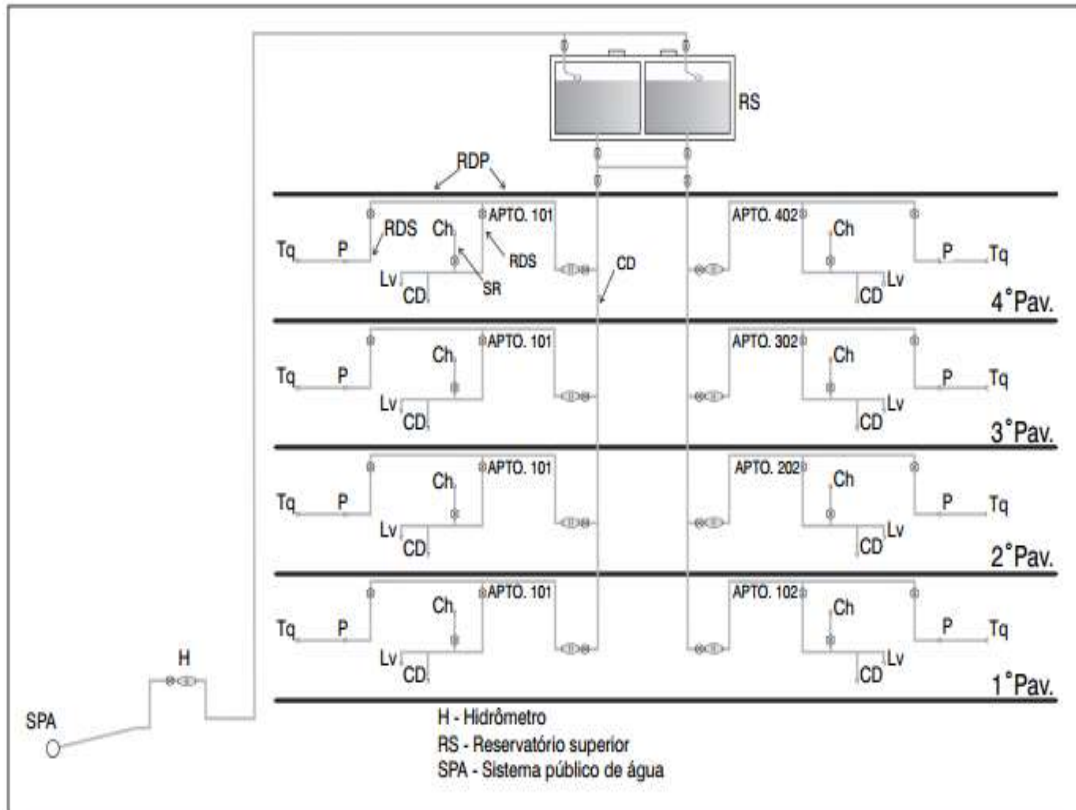 RS
RDP
APTO. 101
APTO. 402
RDS
Ch
Ch
Tq
P
RDS
CD
P
Tq
SR
Lv
Lv
CD
CD
4°Pav.
APTO. 101
APTO. 302
Ch
Ch
Tq
P
P
Tq
Lv
Lv
CD
CD
3°Pav.
APTO. 101
APTO. 202
Ch
Ch
Tq
P
P
Tq
Lv
Lv
CD
CD
2°Pav.
APTO. 101
APTO. 102
Ch
Ch
Tq
P
P
Tq
Lv
Lv
CD
CD
1°Pav.
H
SPA
H - Hidrômetro
RS - Reservatório superior
SPA - Sistema público de água